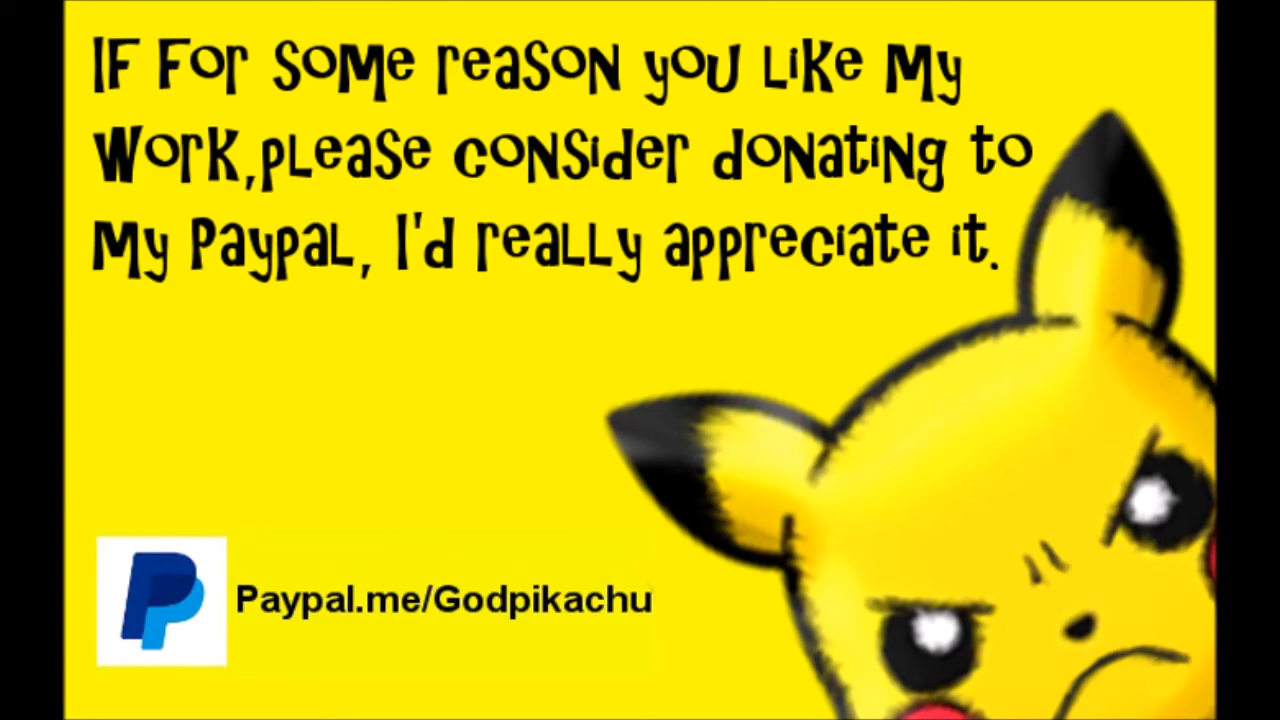 IF For some reason you like my
Work,please consider donating to
My Paypal, I'd really appreciate it.
Paypal.me/Godpikachu